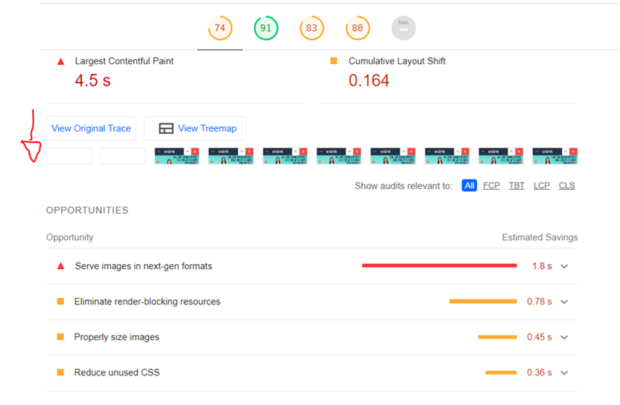 74 91 83 80
Largest Contentful Paint
4.5 s
Cumulative Layout Shift
0.164
View Original Trace
View Treemap
Show audits relevant to: All FCP TBT LCP CLS
OPPORTUNITIES
Opportunity Estimated Savings
Serve images in next-gen formats 1.8 s
Eliminate render-blocking resources 0.78 s
Properly size images 0.45 s
Reduce unused CSS 0.36 s